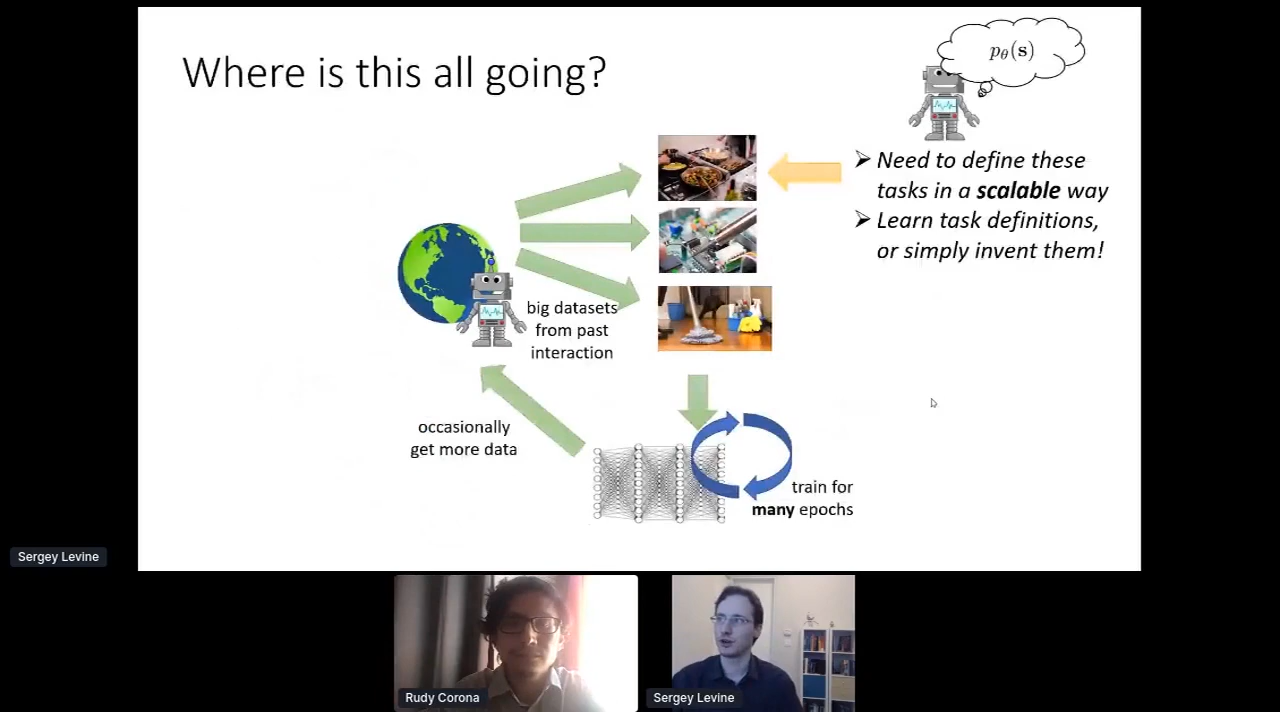 Where is this all going?
pθ(s)
➢ Need to define these
tasks in a scalable way
➢ Learn task definitions,
or simply invent them!
big datasets
from past
interaction
occasionally
get more data
train for
many epochs
Sergey Levine
Rudy Corona
Sergey Levine